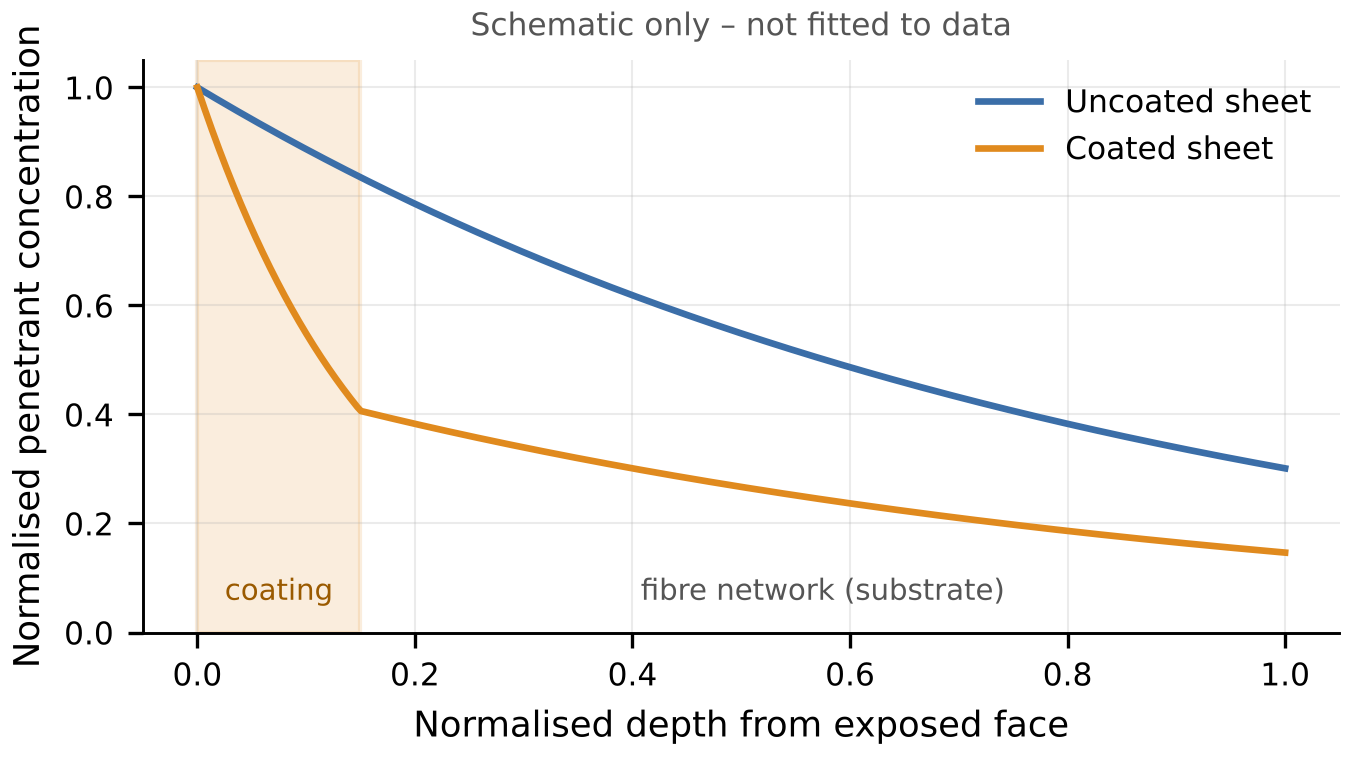 Schematic only – not fitted to data
Normalised penetrant concentration
1.0
0.8
0.6
0.4
0.2
0.0
Uncoated sheet
Coated sheet
coating
fibre network (substrate)
0.0 0.2 0.4 0.6 0.8 1.0
Normalised depth from exposed face